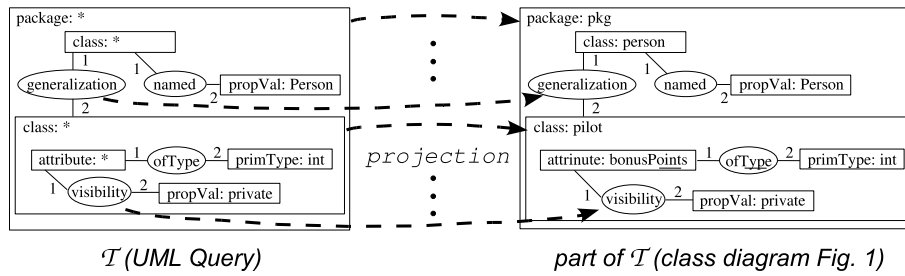 package: *
class: *
1
1
generalization
named
2
propVal: Person
2
class: *
attribute: *
1
ofType
2
primType: int
1
visibility
2
propVal: private
projection
package: pkg
class: person
1
1
generalization
named
2
propVal: Person
2
class: pilot
attrinute: bonusPoints
1
ofType
2
primType: int
1
visibility
2
propVal: private
T (UML Query)
part of T (class diagram Fig. 1)